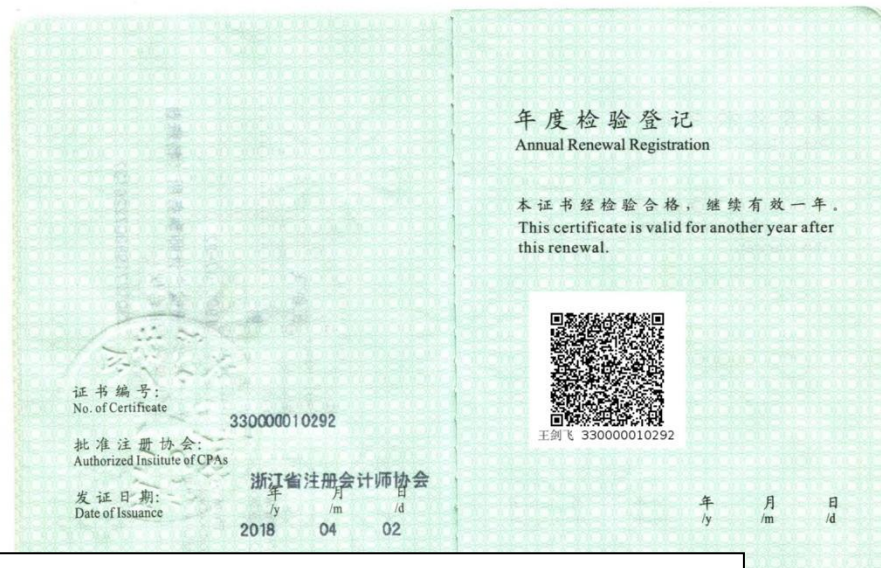 证书编号:
No. of Certificate
330000010292
批准注册协会:
Authorized Insiitute of CPAs
浙江省注册会计师协会
发证日期:
Date of Issuance
年 月 日
/y /m /d
2018 04 02
年度检验登记
Annual Renewal Registration
本证书经检验合格，继续有效一年。
This certificate is valid for another year after
this renewal.
王剑飞 330000010292
年 月 日
/y /m /d